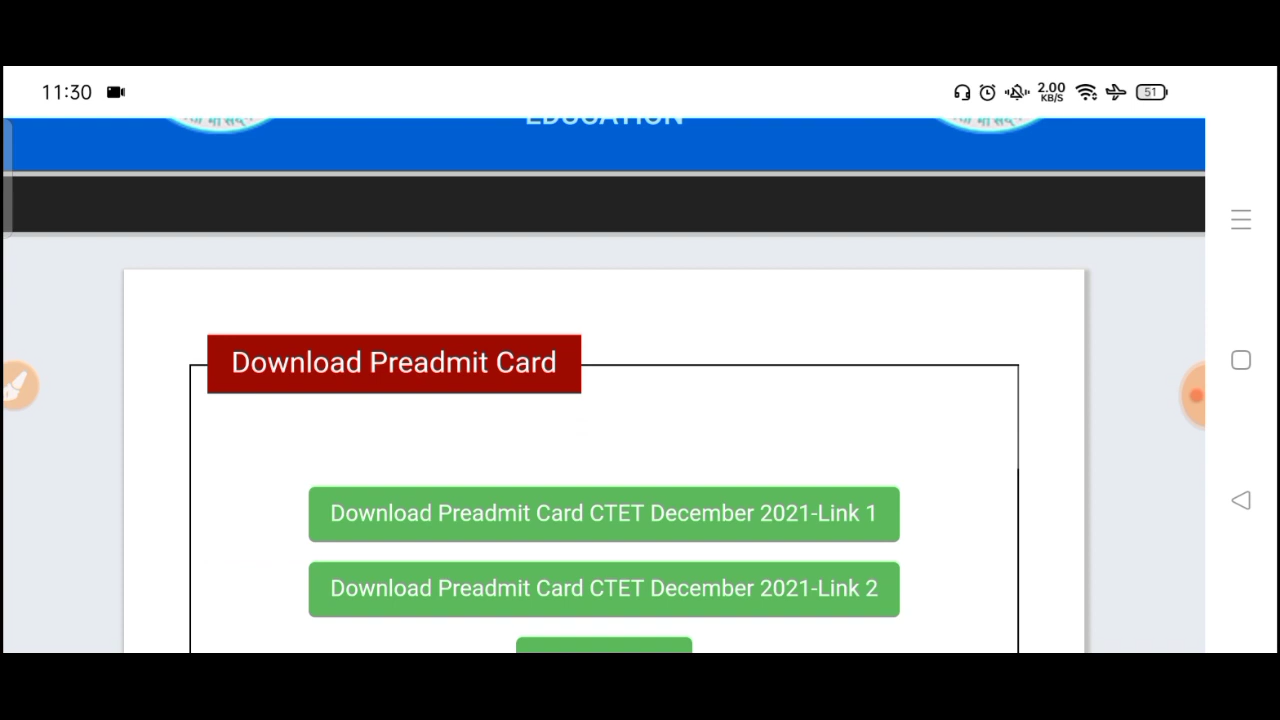 11:30
2.00
KB/S
51
EDUCATION
Download Preadmit Card
Download Preadmit Card CTET December 2021-Link 1
Download Preadmit Card CTET December 2021-Link 2